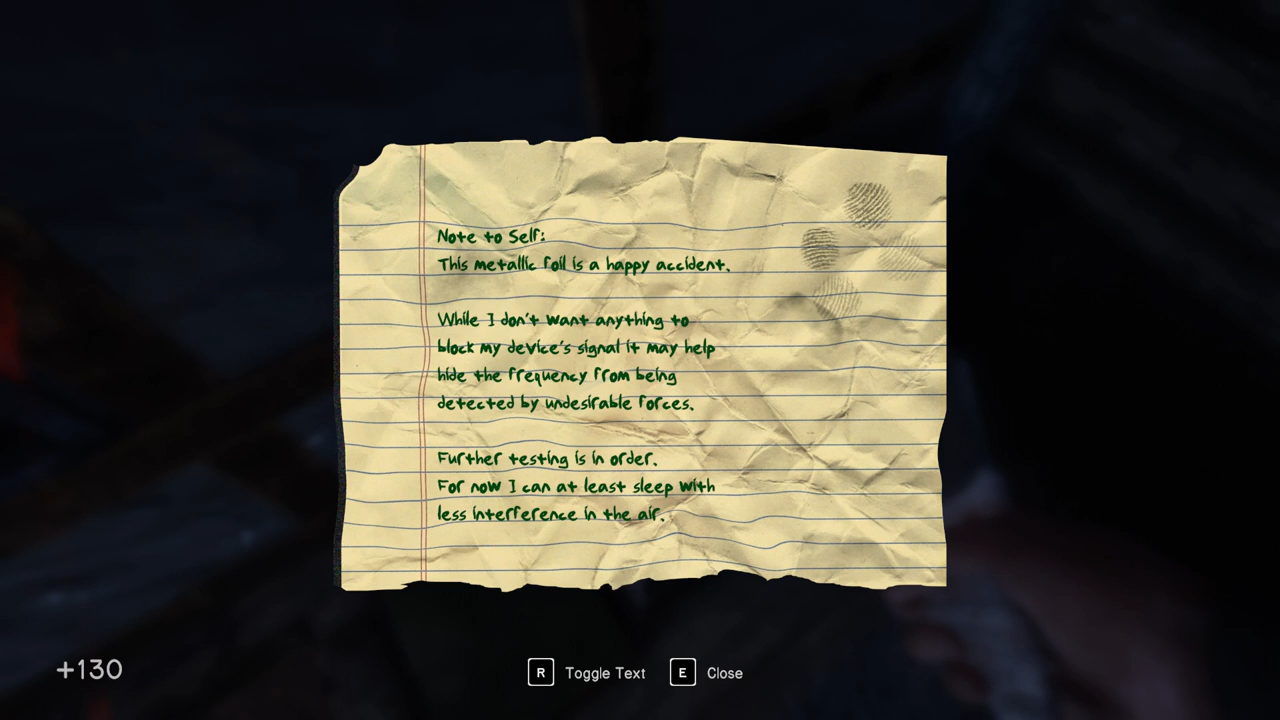 Note to Self:
This metallic foil is a happy accident.
While I don't want anything to
block my device's signal it may help
hide the frequency from being
detected by undesirable forces.
Further testing is in order.
For now I can at least sleep with
less interference in the air.
+130
R Toggle Text E Close